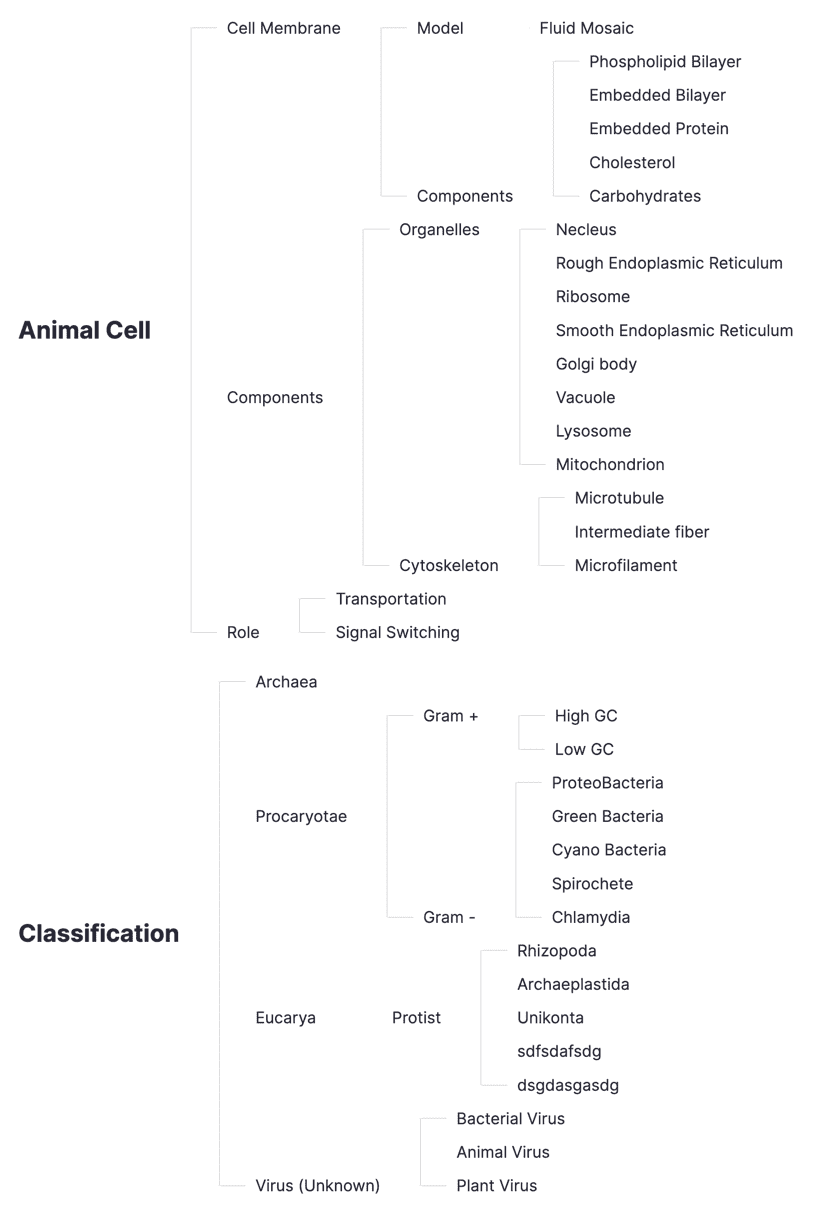 Cell Membrane Model Fluid Mosaic
Phospholipid Bilayer
Embedded Bilayer
Embedded Protein
Cholesterol
Components Carbohydrates
Organelles Necleus
Rough Endoplasmic Reticulum
Ribosome
Animal Cell Smooth Endoplasmic Reticulum
Golgi body
Components Vacuole
Lysosome
Mitochondrion
Microtubule
Intermediate fiber
Cytoskeleton Microfilament
Transportation
Role Signal Switching
Archaea
Gram + High GC
Low GC
ProteoBacteria
Procaryotae Green Bacteria
Cyano Bacteria
Spirochete
Gram - Chlamydia
Classification
Rhizopoda
Archaeplastida
Eucarya Protist Unikonta
sdfsdafsdg
dsgdasgasdg
Bacterial Virus
Animal Virus
Virus (Unknown) Plant Virus